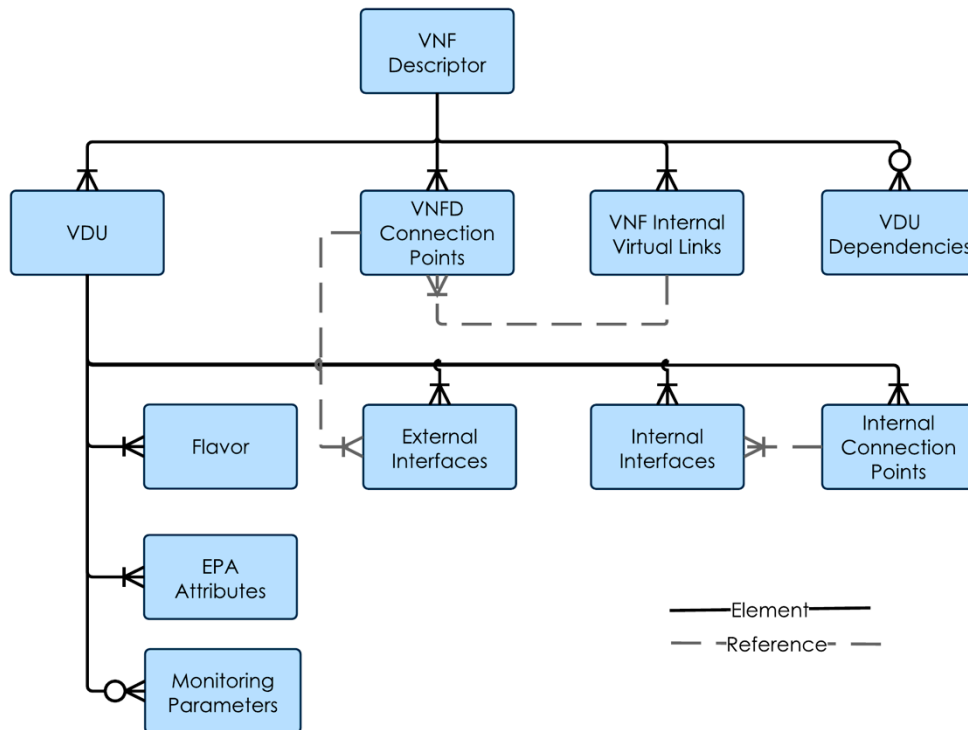 VNF
Descriptor
VDU
VNFD
Connection
Points
VNF Internal
Virtual Links
VDU
Dependencies
Flavor
External
Interfaces
Internal
Interfaces
Internal
Connection
Points
EPA
Attributes
Element
Reference
Monitoring
Parameters